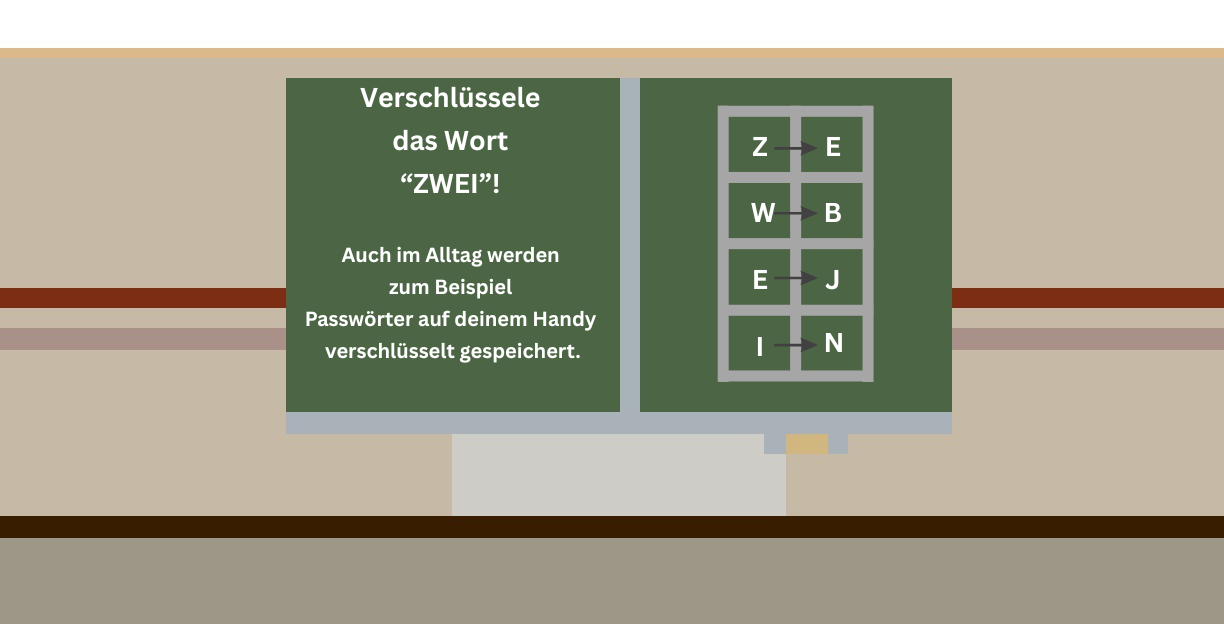 Verschlüssele
das Wort
“ZWEI”!
Auch im Alltag werden
zum Beispiel
Passwörter auf deinem Handy
verschlüsselt gespeichert.
Z E
W B
E J
I N